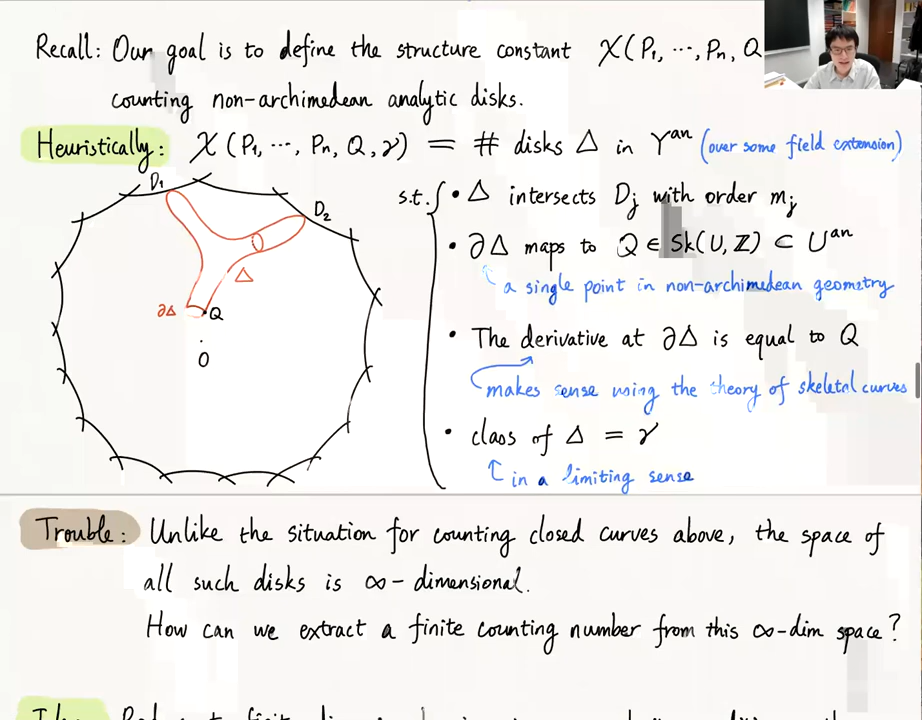 Recall: Our goal is to define the structure constant χ(P₁, ⋯, Pₙ, Q
counting non-archimedean analytic disks.
Heuristically: χ(P₁, ⋯, Pₙ, Q, γ) = # disks Δ in Yᵃⁿ (over some field extension)
D₁
D₂
Δ
∂Δ
Q
O
s.t. • Δ intersects Dⱼ with order mⱼ
• ∂Δ maps to Q ∈ Sk(U, ℤ) ⊂ Uᵃⁿ
a single point in non-archimedean geometry
• The derivative at ∂Δ is equal to Q
makes sense using the theory of skeletal curves
• class of Δ = γ
in a limiting sense
Trouble: Unlike the situation for counting closed curves above, the space of
all such disks is ∞-dimensional.
How can we extract a finite counting number from this ∞-dim space?